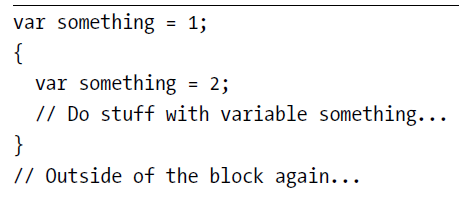 var something = 1;
{
  var something = 2;
  // Do stuff with variable something...
}
// Outside of the block again...